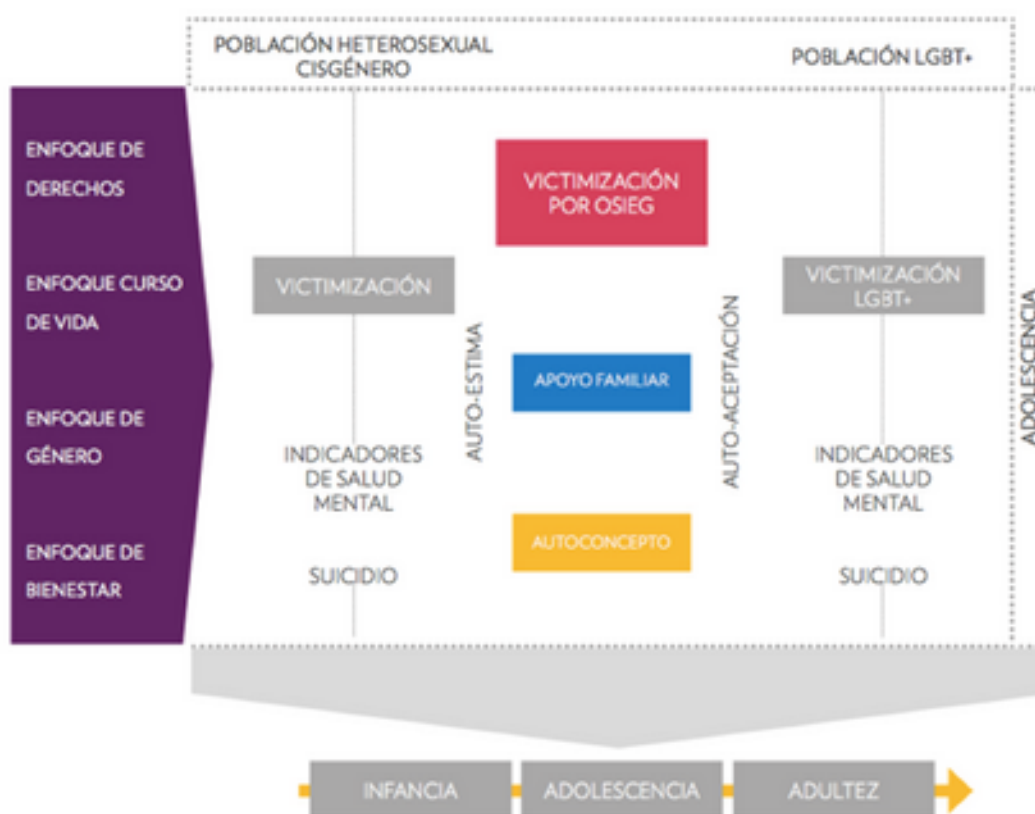 POBLACIÓN HETEROSEXUAL
CISGÉNERO
POBLACIÓN LGBT+
ENFOQUE DE
DERECHOS
ENFOQUE CURSO
DE VIDA
ENFOQUE DE
GÉNERO
ENFOQUE DE
BIENESTAR
VICTIMIZACIÓN
INDICADORES
DE SALUD
MENTAL
SUICIDIO
AUTO-ESTIMA
VICTIMIZACIÓN
POR OSIEG
APOYO FAMILIAR
AUTOCONCEPTO
AUTO-ACEPTACIÓN
VICTIMIZACIÓN
LGBT+
INDICADORES
DE SALUD
MENTAL
SUICIDIO
ADOLESCENCIA
INFANCIA
ADOLESCENCIA
ADULTEZ